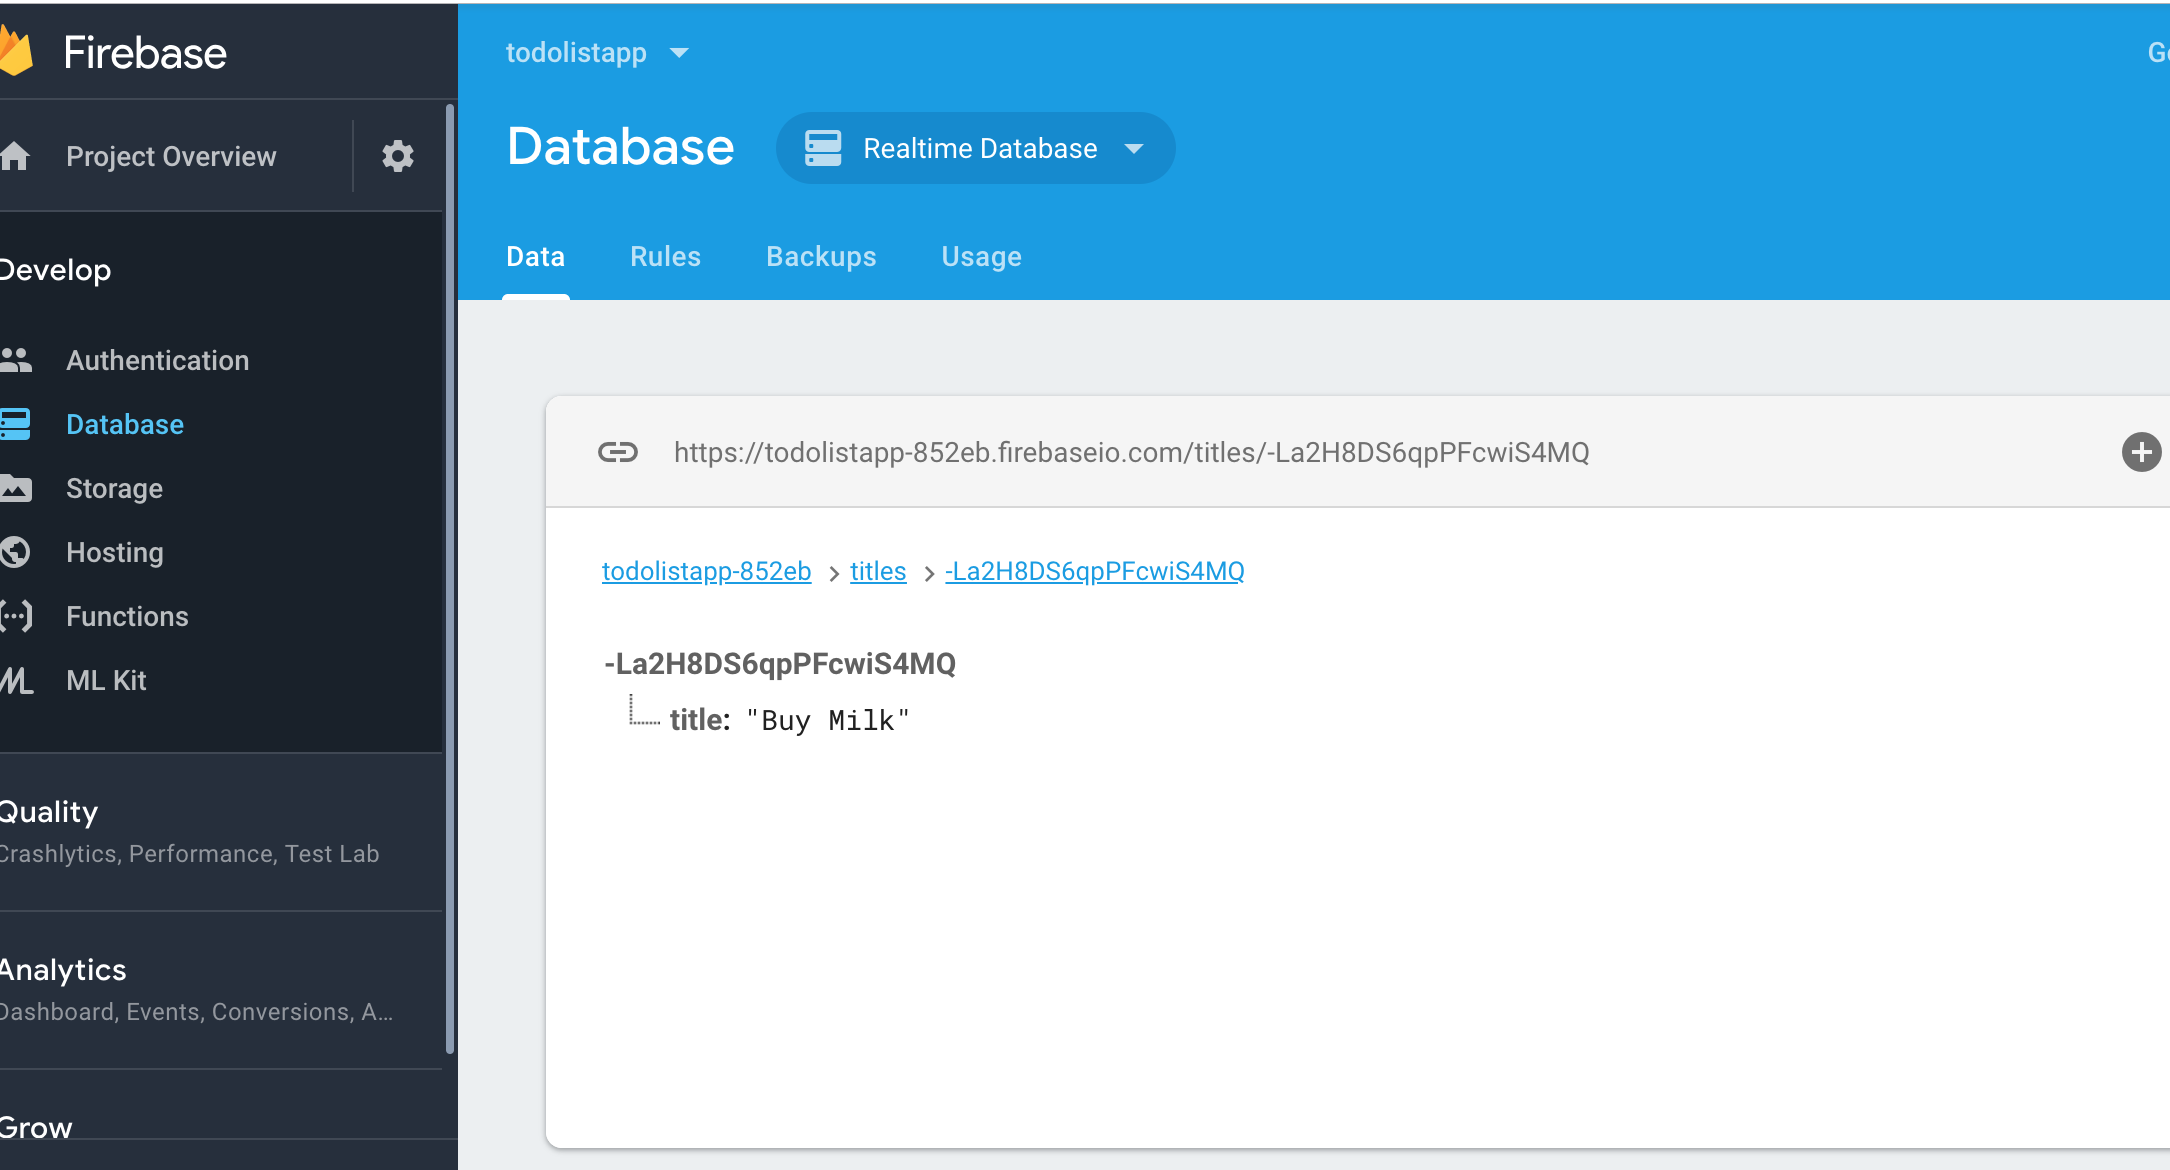 Firebase
Project Overview
Develop
Authentication
Database
Storage
Hosting
Functions
ML Kit
Quality
Crashlytics, Performance, Test Lab
Analytics
Dashboard, Events, Conversions, A...
Grow
todolistapp
Database
Realtime Database
Data Rules Backups Usage
https://todolistapp-852eb.firebaseio.com/titles/-La2H8DS6qpPFcwiS4MQ
todolistapp-852eb > titles > -La2H8DS6qpPFcwiS4MQ
-La2H8DS6qpPFcwiS4MQ
title: "Buy Milk"